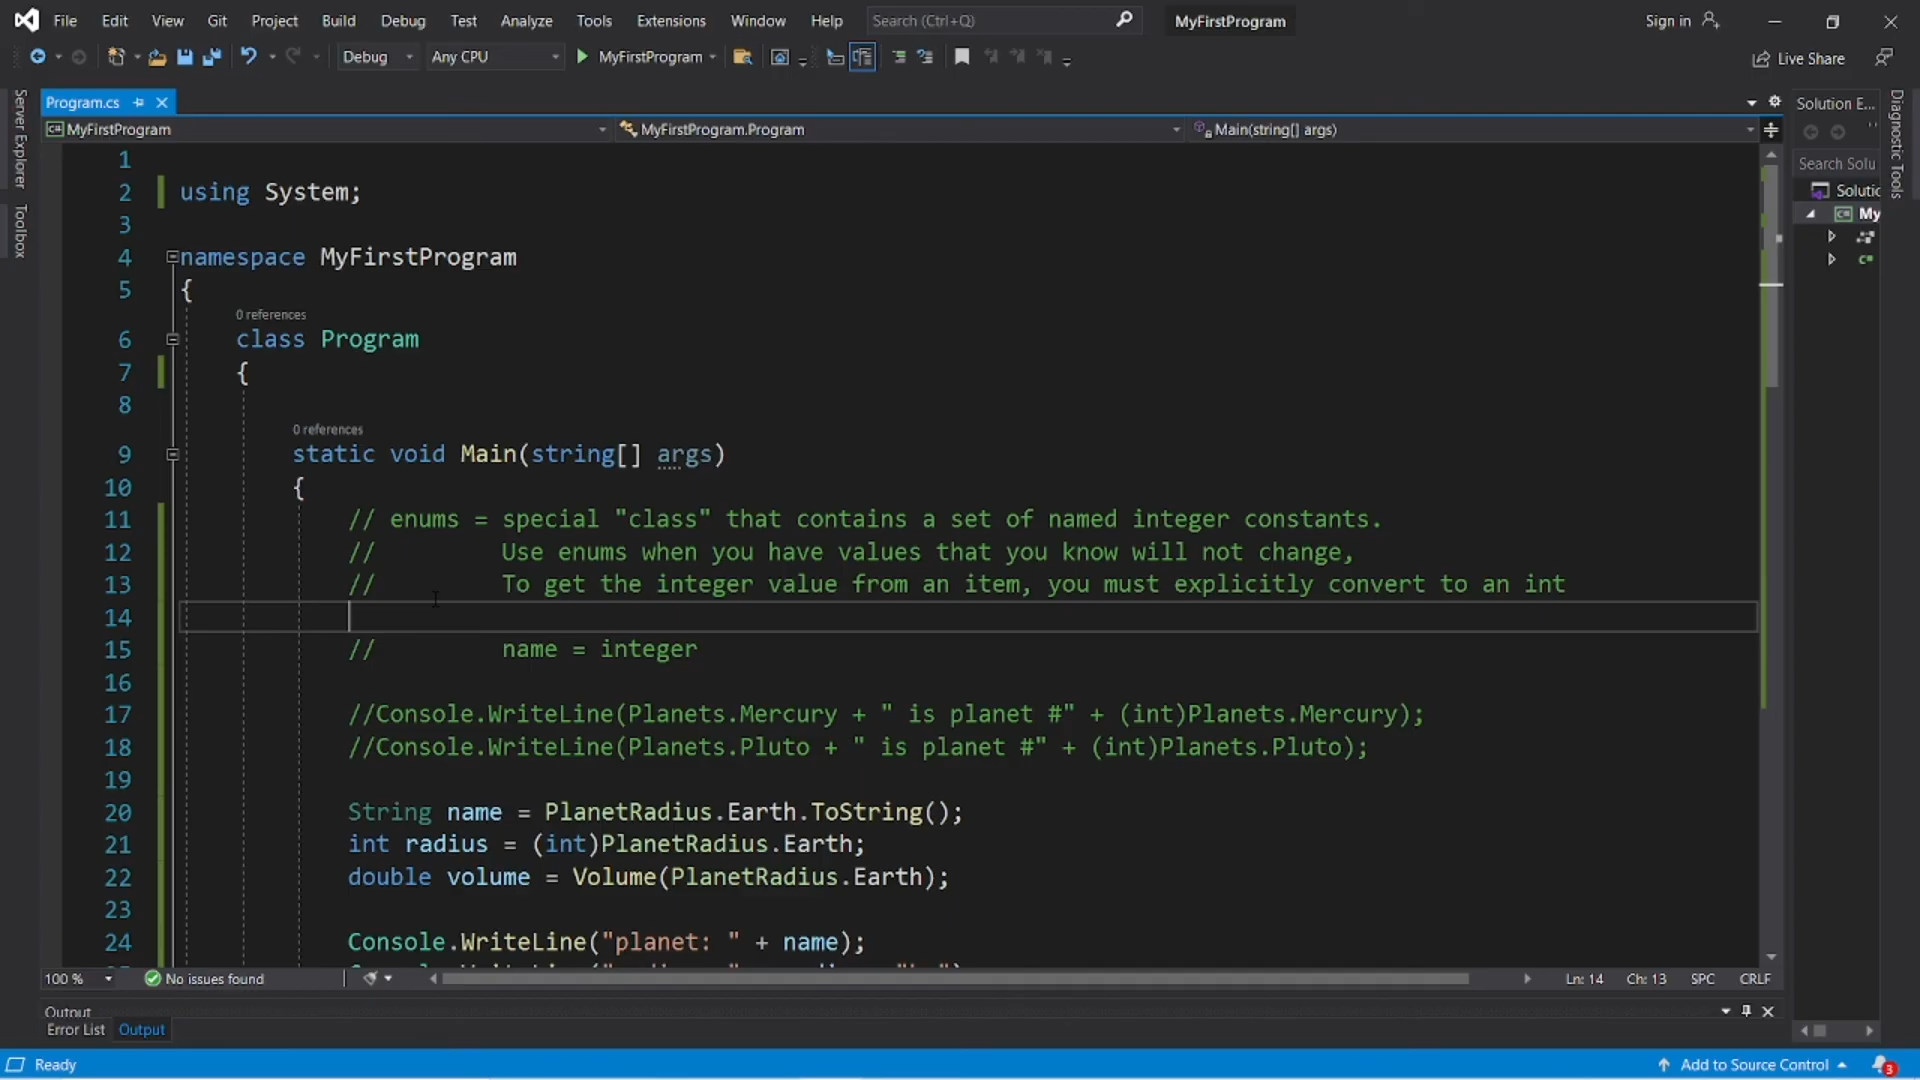 File Edit View Git Project Build Debug Test Analyze Tools Extensions Window Help Search (Ctrl+Q) MyFirstProgram Sign in
Debug Any CPU MyFirstProgram Live Share
Server Explorer
Toolbox
Program.cs
Solution E...
Diagnostic Tools
MyFirstProgram MyFirstProgram.Program Main(string[] args)
Search Solu
Solutic
My
1
2 using System;
3
4 namespace MyFirstProgram
5 {
0 references
6 class Program
7 {
8
0 references
9 static void Main(string[] args)
10 {
11 // enums = special "class" that contains a set of named integer constants.
12 // Use enums when you have values that you know will not change,
13 // To get the integer value from an item, you must explicitly convert to an int
14
15 // name = integer
16
17 //Console.WriteLine(Planets.Mercury + " is planet #" + (int)Planets.Mercury);
18 //Console.WriteLine(Planets.Pluto + " is planet #" + (int)Planets.Pluto);
19
20 String name = PlanetRadius.Earth.ToString();
21 int radius = (int)PlanetRadius.Earth;
22 double volume = Volume(PlanetRadius.Earth);
23
24 Console.WriteLine("planet: " + name);
100 % No issues found Ln: 14 Ch: 13 SPC CRLF
Output
Error List Output
Ready Add to Source Control 3